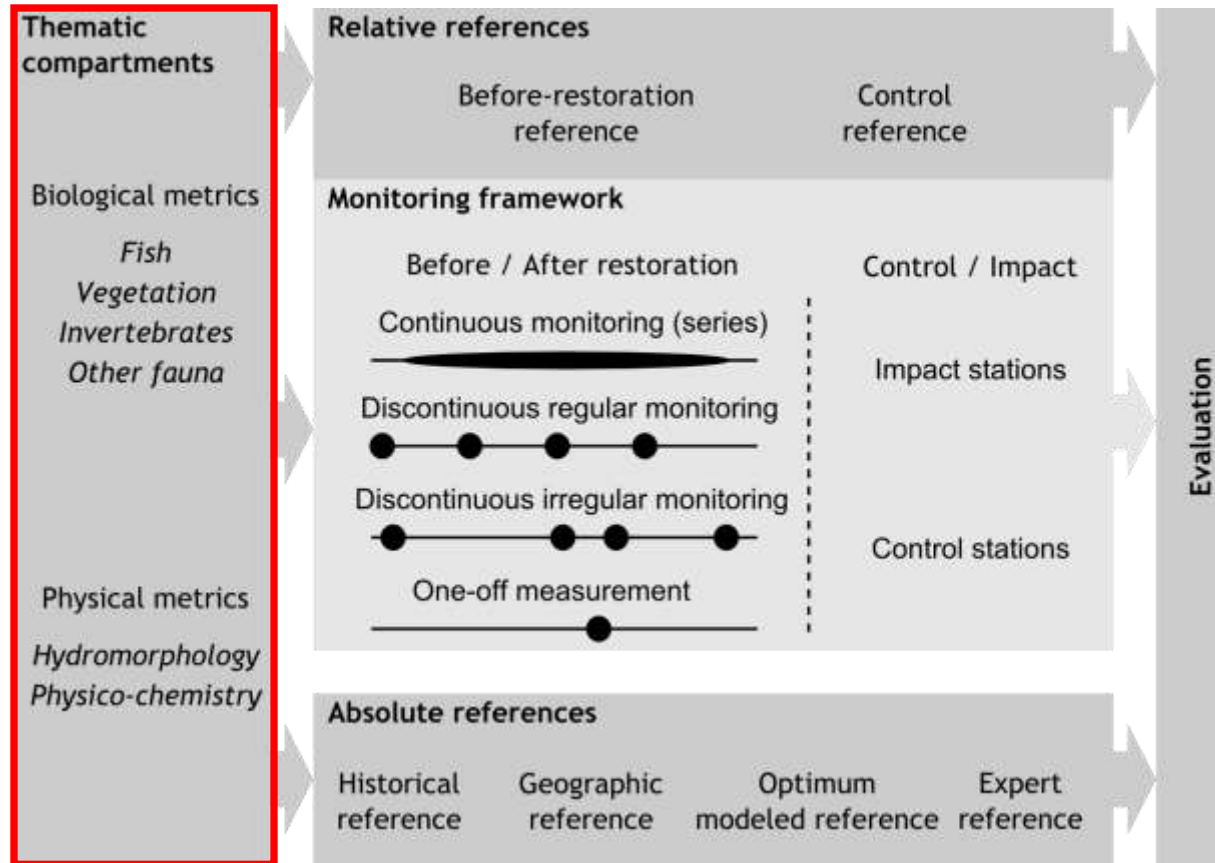 Thematic
compartments
Biological metrics
Fish
Vegetation
Invertebrates
Other fauna
Physical metrics
Hydromorphology
Physico-chemistry
Relative references
Before-restoration
reference
Control
reference
Monitoring framework
Before / After restoration
Continuous monitoring (series)
Discontinuous regular monitoring
Discontinuous irregular monitoring
One-off measurement
Control / Impact
Impact stations
Control stations
Absolute references
Historical
reference
Geographic
reference
Optimum
modeled reference
Expert
reference
Evaluation